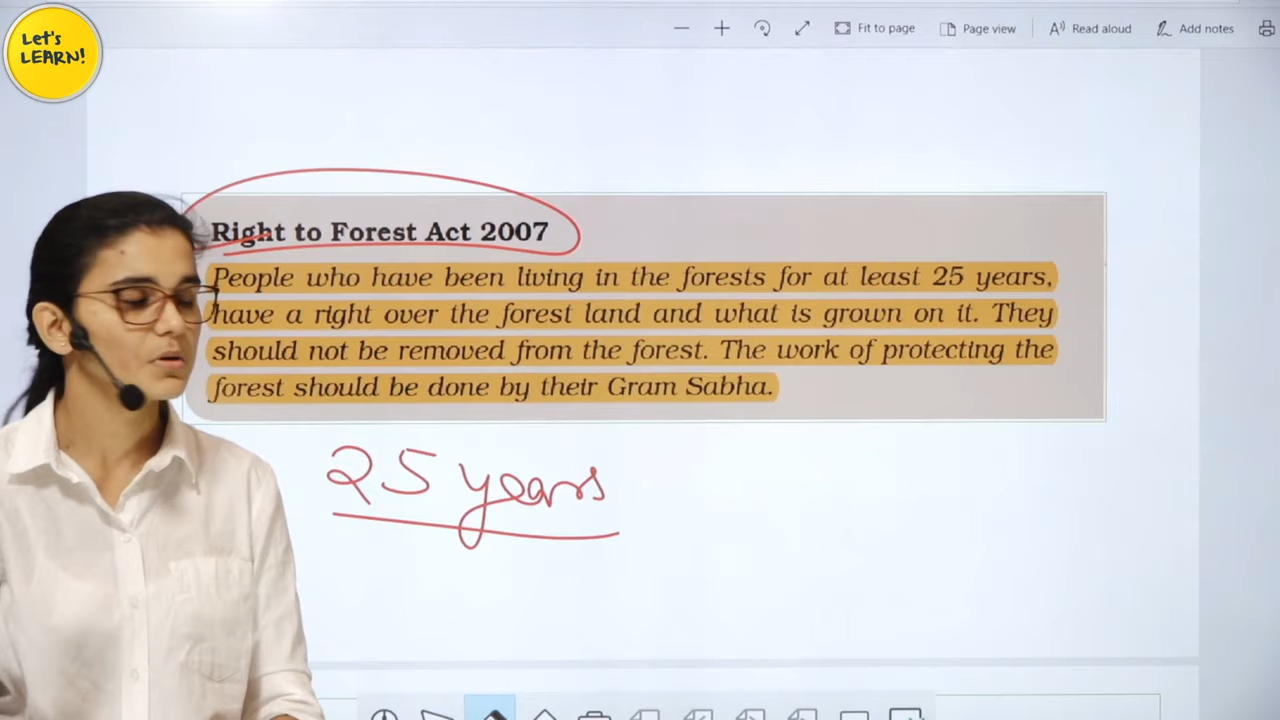 Let's
LEARN!
Fit to page
Page view
Read aloud
Add notes
Right to Forest Act 2007
People who have been living in the forests for at least 25 years,
have a right over the forest land and what is grown on it. They
should not be removed from the forest. The work of protecting the
forest should be done by their Gram Sabha.
25 years